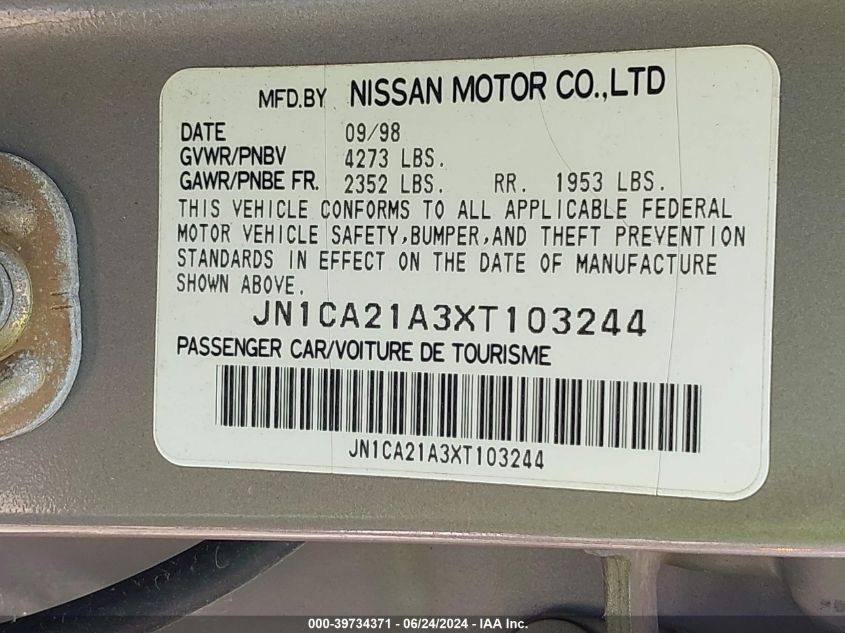 MFD.BY NISSAN MOTOR CO.,LTD
DATE 09/98
GVWR/PNBV 4273 LBS.
GAWR/PNBE FR. 2352 LBS. RR. 1953 LBS.
THIS VEHICLE CONFORMS TO ALL APPLICABLE FEDERAL
MOTOR VEHICLE SAFETY,BUMPER,AND THEFT PREVENTION
STANDARDS IN EFFECT ON THE DATE OF MANUFACTURE
SHOWN ABOVE.
JN1CA21A3XT103244
PASSENGER CAR/VOITURE DE TOURISME
JN1CA21A3XT103244
000-39734371 - 06/24/2024 - IAA Inc.